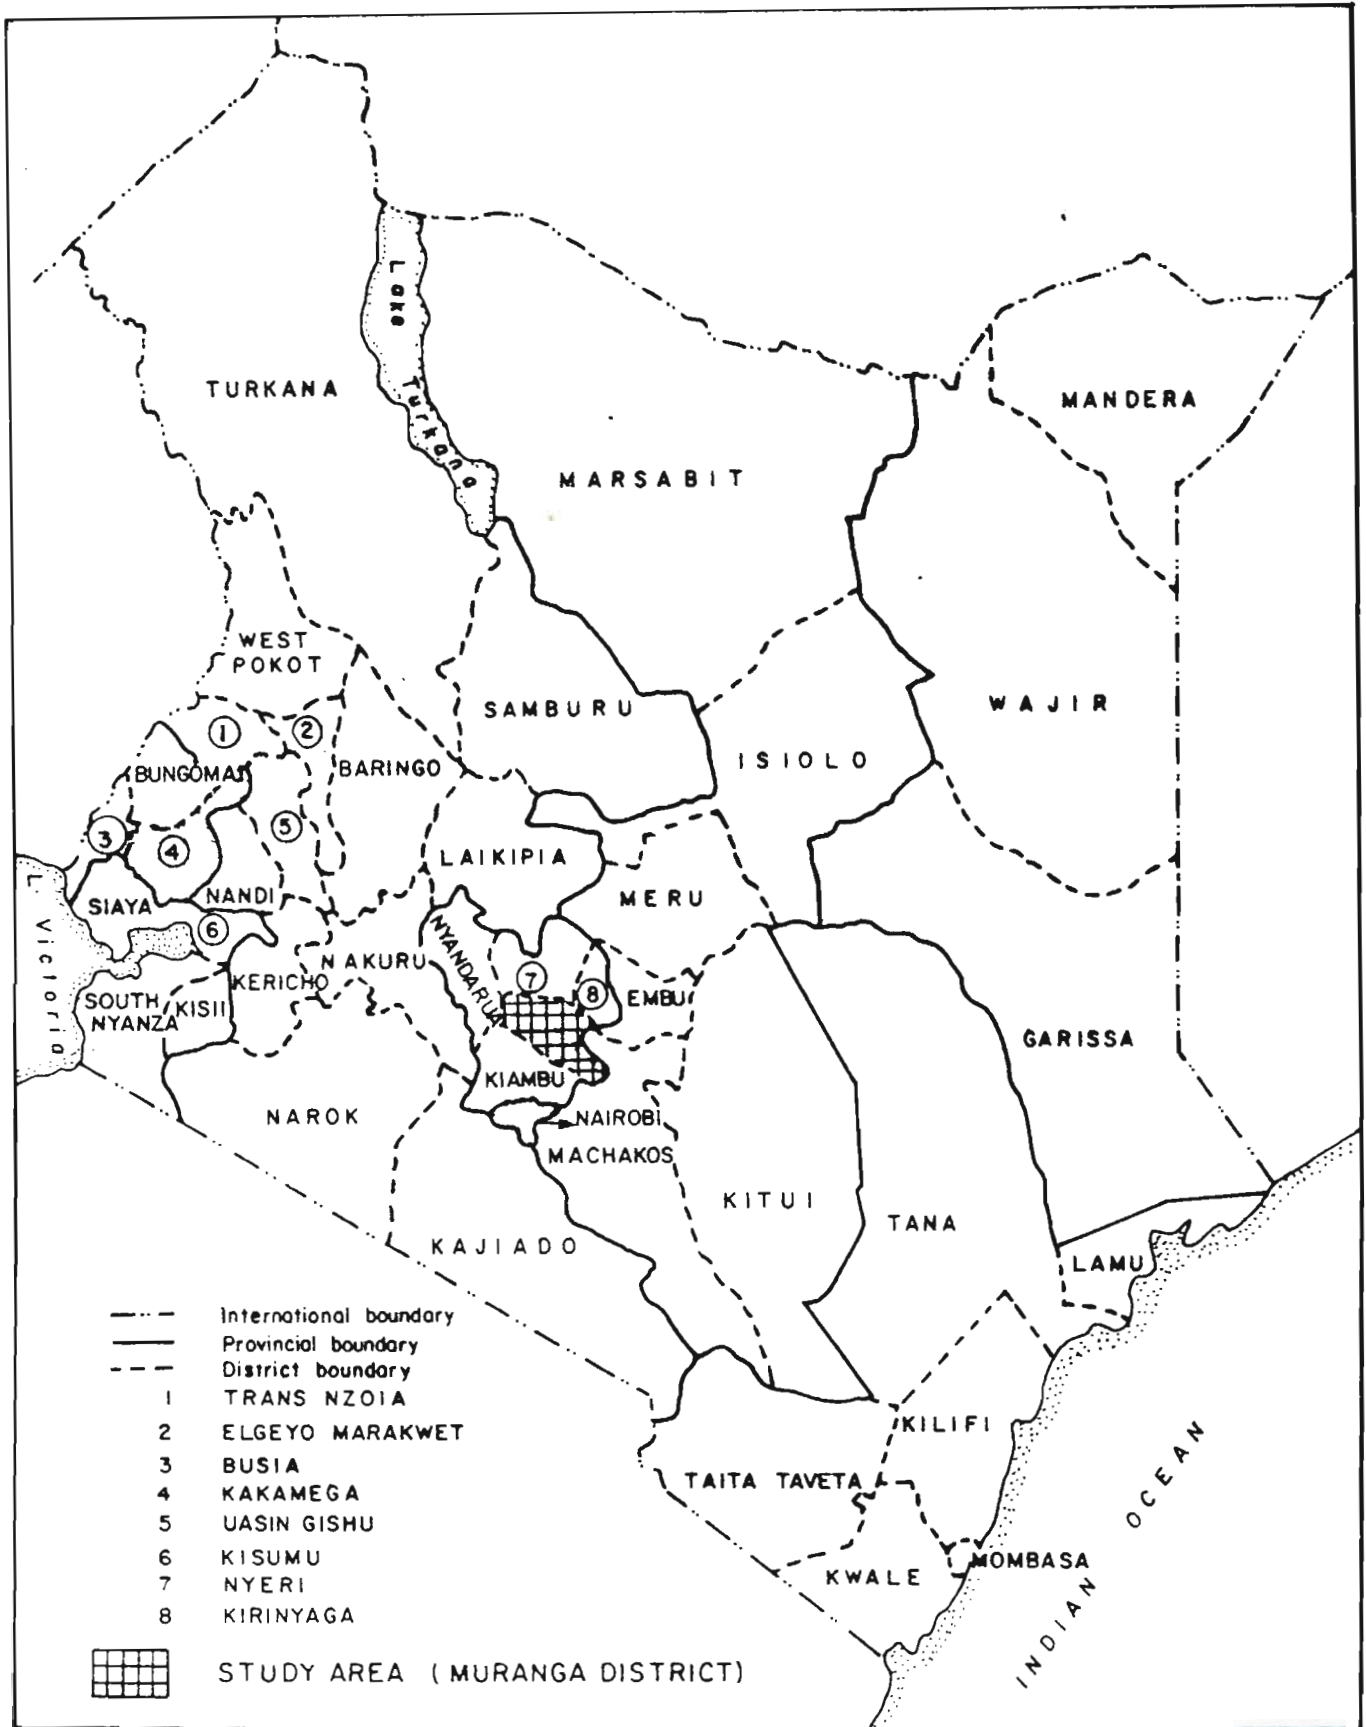 Lake
Turkana
TURKANA
MANDERA
MARSABIT
WEST
POKOT
SAMBURU
WAJIR
ISIOLO
1
2
BUNGOMA
BARINGO
3
4
5
LAIKIPIA
MERU
SIAYA
NANDI
6
L. Victoria
NYANDARUA
NAKURU
KERICHO
7
8
EMBU
SOUTH
NYANZA
KISII
GARISSA
KIAMBU
NAROK
NAIROBI
MACHAKOS
KITUI
TANA
KAJIADO
LAMU
KILIFI
TAITA TAVETA
KWALE
MOMBASA
INDIAN OCEAN
International boundary
Provincial boundary
District boundary
1 TRANS NZOIA
2 ELGEYO MARAKWET
3 BUSIA
4 KAKAMEGA
5 UASIN GISHU
6 KISUMU
7 NYERI
8 KIRINYAGA
STUDY AREA (MURANGA DISTRICT)